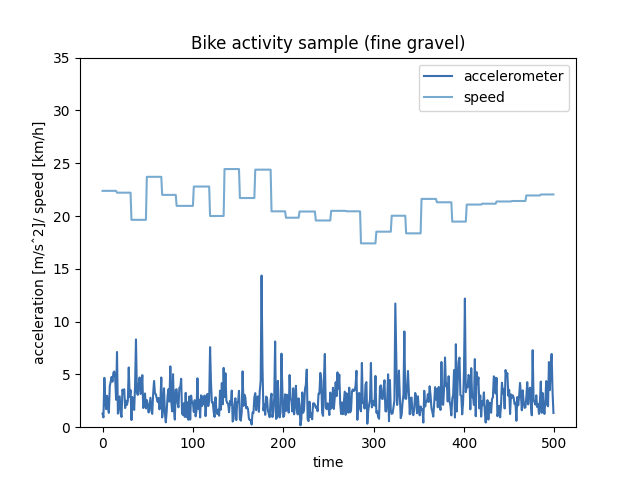 Bike activity sample (fine gravel)
acceleration [m/s^2]/ speed [km/h]
35
30
25
20
15
10
5
0
accelerometer
speed
0
100
200
300
400
500
time